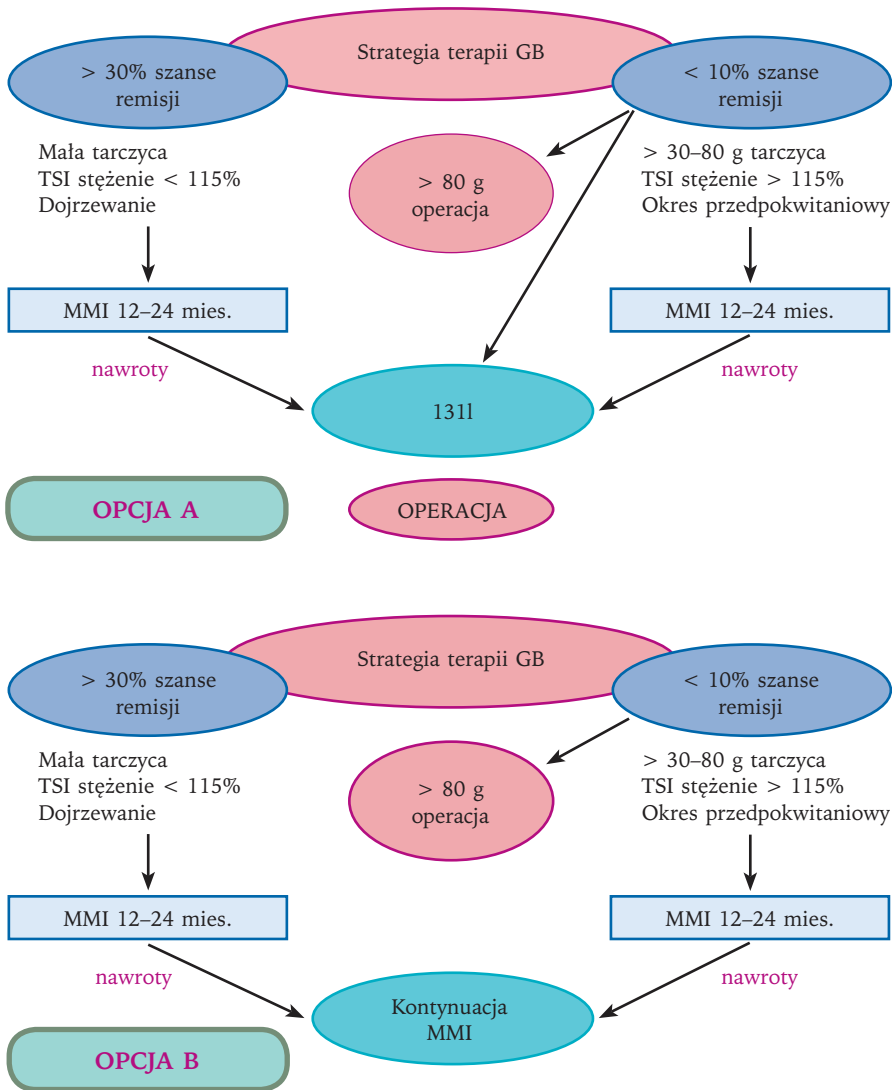 Strategia terapii GB
> 30% szanse
remisji
< 10% szanse
remisji
Mała tarczyca
TSI stężenie < 115%
Dojrzewanie
> 80 g
operacja
> 30–80 g tarczyca
TSI stężenie > 115%
Okres przedpokwitaniowy
MMI 12–24 mies.
MMI 12–24 mies.
nawroty
nawroty
131l
OPCJA A
OPERACJA
Strategia terapii GB
> 30% szanse
remisji
< 10% szanse
remisji
Mała tarczyca
TSI stężenie < 115%
Dojrzewanie
> 80 g
operacja
> 30–80 g tarczyca
TSI stężenie > 115%
Okres przedpokwitaniowy
MMI 12–24 mies.
MMI 12–24 mies.
nawroty
nawroty
Kontynuacja
MMI
OPCJA B